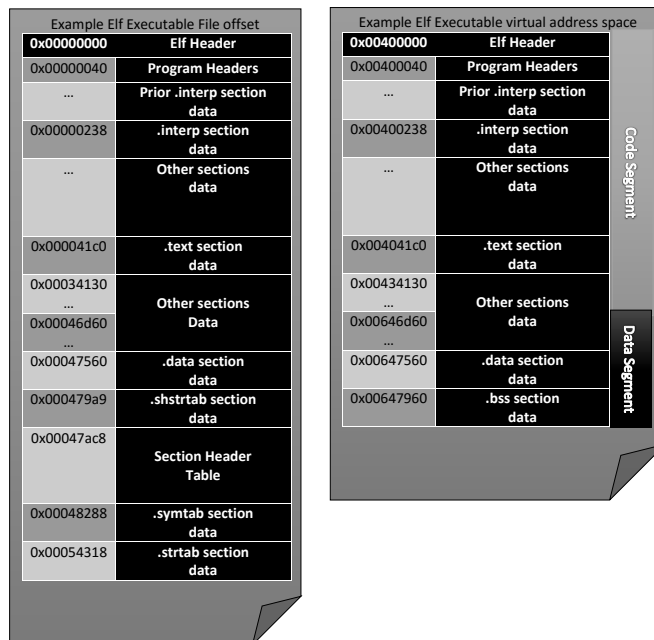 Example Elf Executable File offset
0x00000000 Elf Header
0x00000040 Program Headers
… Prior .interp section
data
0x00000238 .interp section
data
… Other sections
data
0x000041c0 .text section
data
0x00034130
… Other sections
0x00046d60 Data
…
0x00047560 .data section
data
0x000479a9 .shstrtab section
data
0x00047ac8
Section Header
Table
0x00048288 .symtab section
data
0x00054318 .strtab section
data
Example Elf Executable virtual address space
0x00400000 Elf Header
0x00400040 Program Headers
… Prior .interp section
data
0x00400238 .interp section
data
… Other sections
data
0x004041c0 .text section
data
0x00434130
… Other sections
0x00646d60 data
…
0x00647560 .data section
data
0x00647960 .bss section
data
Code Segment
Data Segment